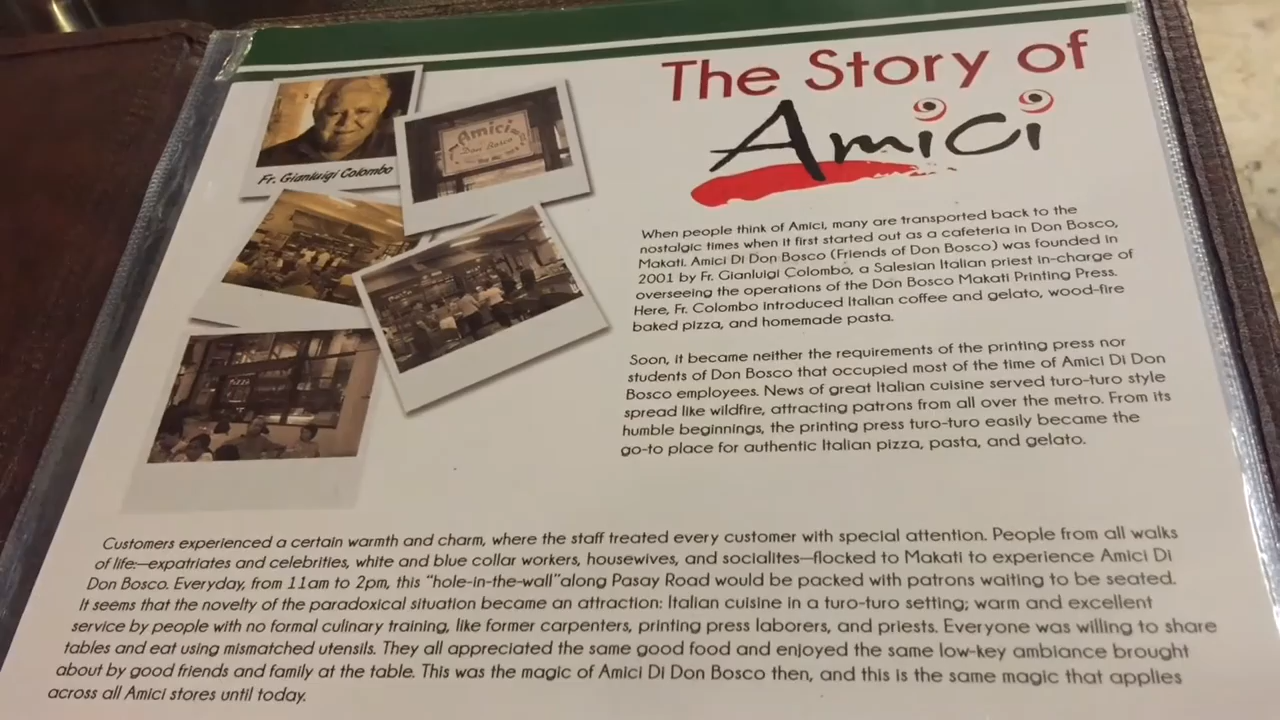 The Story of
Amici
Fr. Gianluigi Colombo
Amici
Don Bosco
When people think of Amici, many are transported back to the
nostalgic times when it first started out as a cafeteria in Don Bosco,
Makati. Amici Di Don Bosco (Friends of Don Bosco) was founded in
2001 by Fr. Gianluigi Colombo, a Salesian Italian priest in-charge of
overseeing the operations of the Don Bosco Makati Printing Press.
Here, Fr. Colombo introduced Italian coffee and gelato, wood-fire
baked pizza, and homemade pasta.
Soon, it became neither the requirements of the printing press nor
students of Don Bosco that occupied most of the time of Amici Di Don
Bosco employees. News of great Italian cuisine served turo-turo style
spread like wildfire, attracting patrons from all over the metro. From its
humble beginnings, the printing press turo-turo easily became the
go-to place for authentic Italian pizza, pasta, and gelato.
Customers experienced a certain warmth and charm, where the staff treated every customer with special attention. People from all walks
of life:—expatriates and celebrities, white and blue collar workers, housewives, and socialites—flocked to Makati to experience Amici Di
Don Bosco. Everyday, from 11am to 2pm, this "hole-in-the-wall"along Pasay Road would be packed with patrons waiting to be seated.
It seems that the novelty of the paradoxical situation became an attraction: Italian cuisine in a turo-turo setting; warm and excellent
service by people with no formal culinary training, like former carpenters, printing press laborers, and priests. Everyone was willing to share
tables and eat using mismatched utensils. They all appreciated the same good food and enjoyed the same low-key ambiance brought
about by good friends and family at the table. This was the magic of Amici Di Don Bosco then, and this is the same magic that applies
across all Amici stores until today.